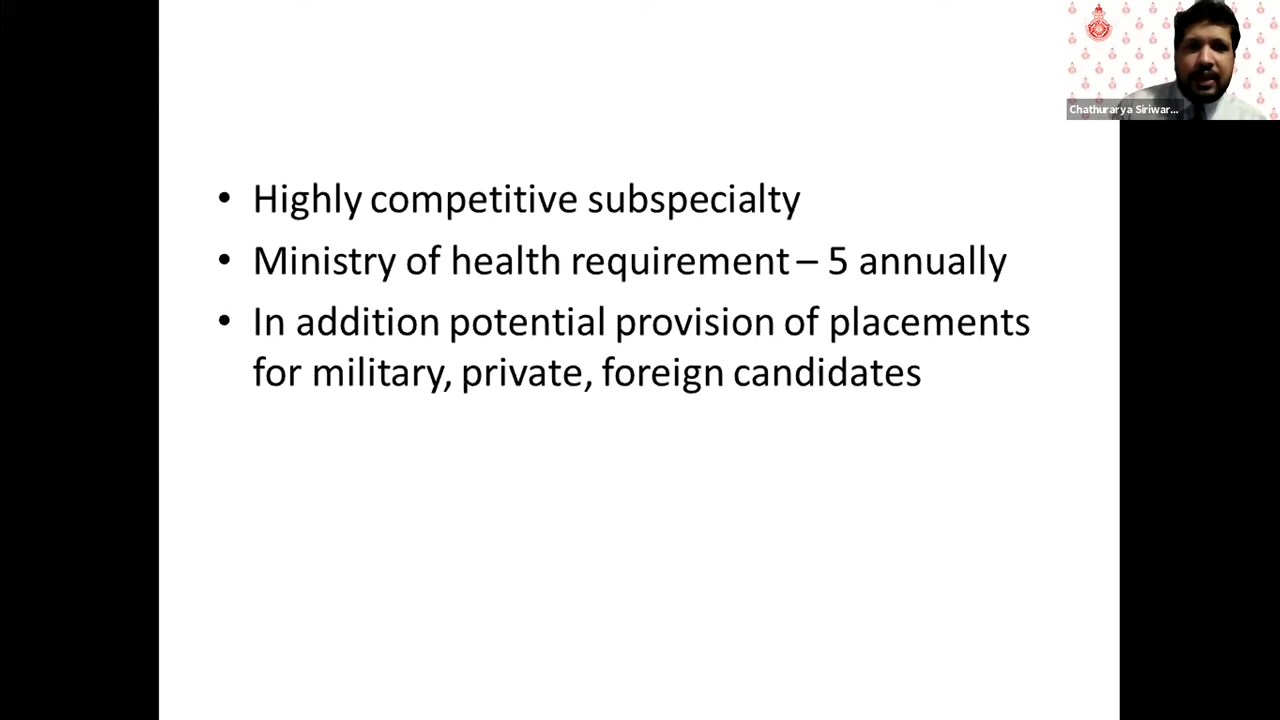 Chathurarya Siriwar...
• Highly competitive subspecialty
• Ministry of health requirement – 5 annually
• In addition potential provision of placements
for military, private, foreign candidates